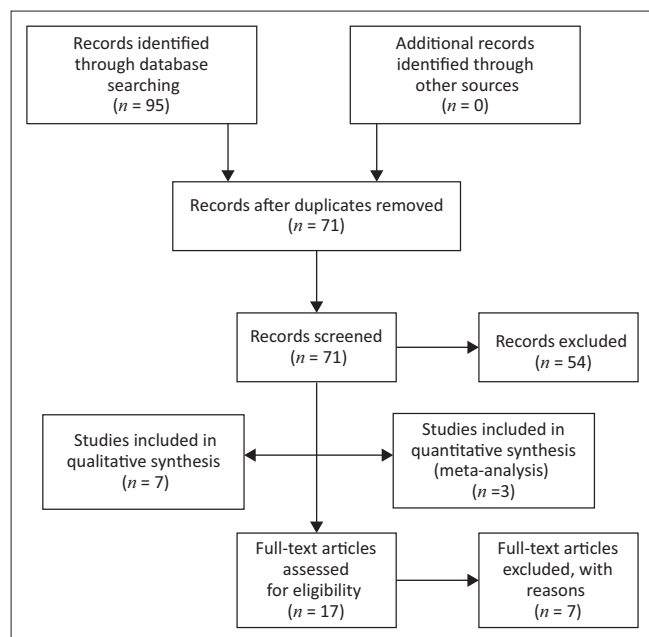 Records identified
through database
searching
(n = 95)
Additional records
identified through
other sources
(n = 0)
Records after duplicates removed
(n = 71)
Records screened
(n = 71)
Records excluded
(n = 54)
Studies included in
qualitative synthesis
(n = 7)
Studies included in
quantitative synthesis
(meta-analysis)
(n =3)
Full-text articles
assessed
for eligibility
(n = 17)
Full-text articles
excluded, with
reasons
(n = 7)